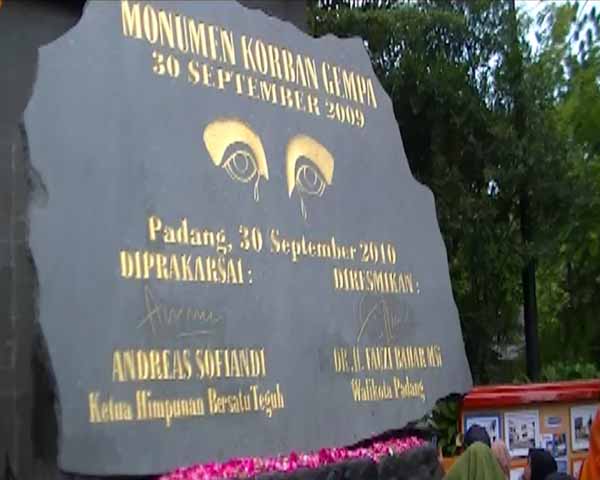 MONUMEN KORBAN GEMPA
30 SEPTEMBER 2009
Padang, 30 September 2010
DIPRAKARSAI :
DIRESMIKAN :
ANDREAS SOFIANDI
Ketua Himpunan Bersatu Teguh
DR. H. FAUZI BAHAR MSi
Walikota Padang